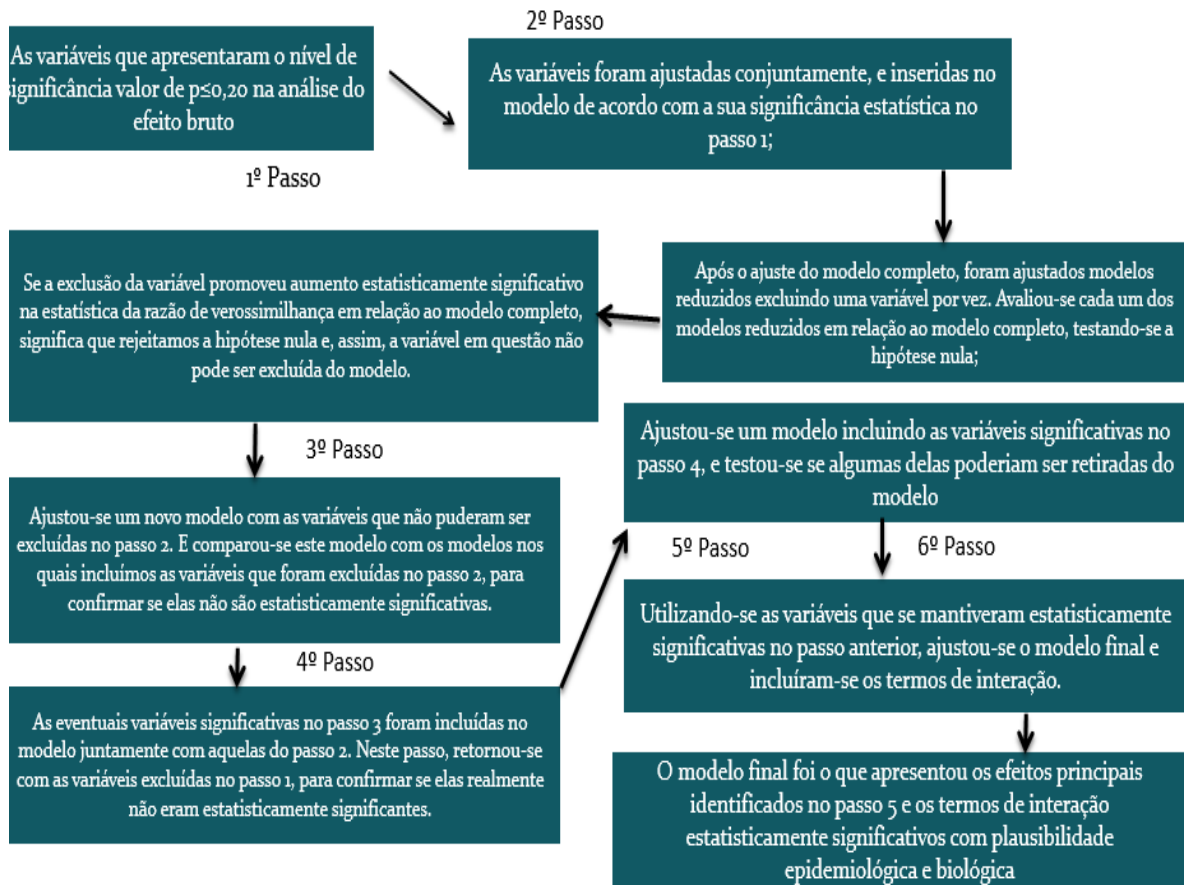 As variáveis que apresentaram o nível de
significância valor de p≤0,20 na análise do
efeito bruto
1º Passo
2º Passo
As variáveis foram ajustadas conjuntamente, e inseridas no
modelo de acordo com a sua significância estatística no
passo 1;
Após o ajuste do modelo completo, foram ajustados modelos
reduzidos excluindo uma variável por vez. Avaliou-se cada um dos
modelos reduzidos em relação ao modelo completo, testando-se a
hipótese nula;
Se a exclusão da variável promoveu aumento estatisticamente significativo
na estatística da razão de verossimilhança em relação ao modelo completo,
significa que rejeitamos a hipótese nula e, assim, a variável em questão não
pode ser excluída do modelo.
3º Passo
Ajustou-se um novo modelo com as variáveis que não puderam ser
excluídas no passo 2. E comparou-se este modelo com os modelos nos
quais incluímos as variáveis que foram excluídas no passo 2, para
confirmar se elas não são estatisticamente significativas.
4º Passo
As eventuais variáveis significativas no passo 3 foram incluídas no
modelo juntamente com aquelas do passo 2. Neste passo, retornou-se
com as variáveis excluídas no passo 1, para confirmar se elas realmente
não eram estatisticamente significantes.
Ajustou-se um modelo incluindo as variáveis significativas no
passo 4, e testou-se se algumas delas poderiam ser retiradas do
modelo
5º Passo
6º Passo
Utilizando-se as variáveis que se mantiveram estatisticamente
significativas no passo anterior, ajustou-se o modelo final e
incluíram-se os termos de interação.
O modelo final foi o que apresentou os efeitos principais
identificados no passo 5 e os termos de interação
estatisticamente significativos com plausibilidade
epidemiológica e biológica